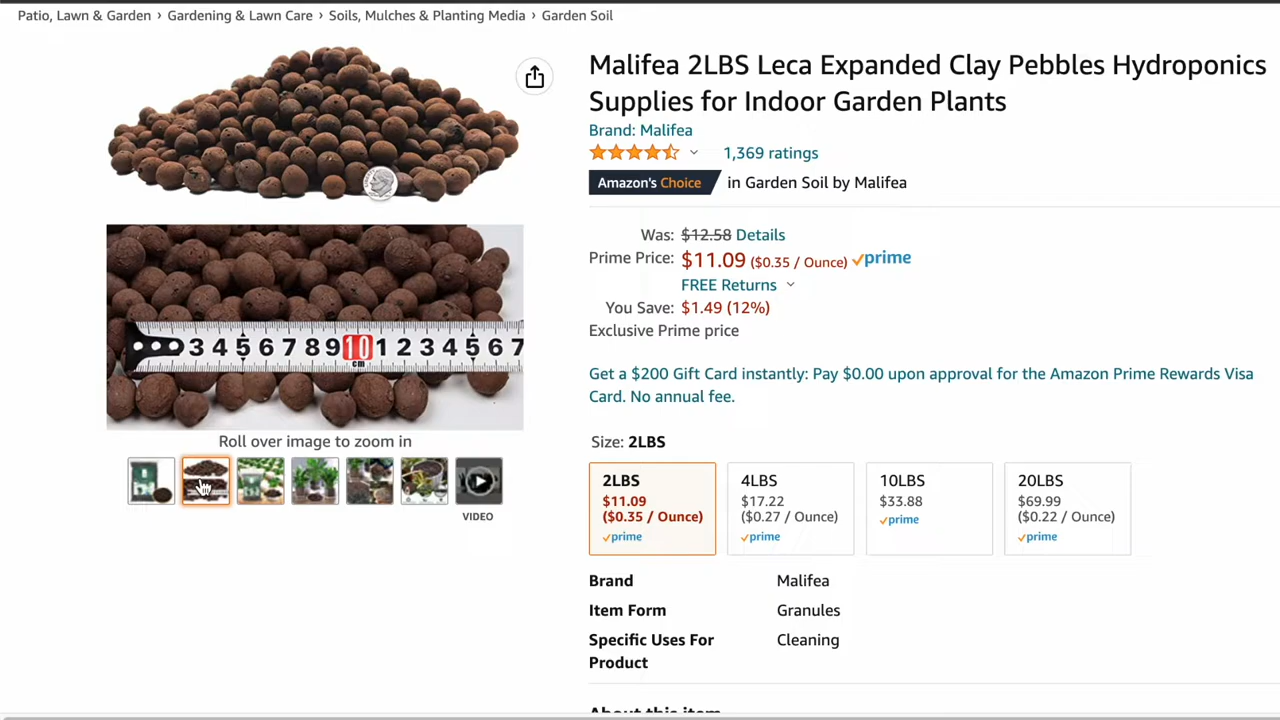 Patio, Lawn & Garden › Gardening & Lawn Care › Soils, Mulches & Planting Media › Garden Soil
Malifea 2LBS Leca Expanded Clay Pebbles Hydroponics
Supplies for Indoor Garden Plants
Brand: Malifea
1,369 ratings
Amazon's Choice in Garden Soil by Malifea
Was: $12.58 Details
Prime Price: $11.09 ($0.35 / Ounce) prime
FREE Returns
You Save: $1.49 (12%)
Exclusive Prime price
3 4 5 6 7 8 9 10 1 2 3 4 5 6 7
cm
Get a $200 Gift Card instantly: Pay $0.00 upon approval for the Amazon Prime Rewards Visa
Card. No annual fee.
Roll over image to zoom in
VIDEO
Size: 2LBS
2LBS
$11.09
($0.35 / Ounce)
prime
4LBS
$17.22
($0.27 / Ounce)
prime
10LBS
$33.88
prime
20LBS
$69.99
($0.22 / Ounce)
prime
Brand Malifea
Item Form Granules
Specific Uses For Cleaning
Product
About this item